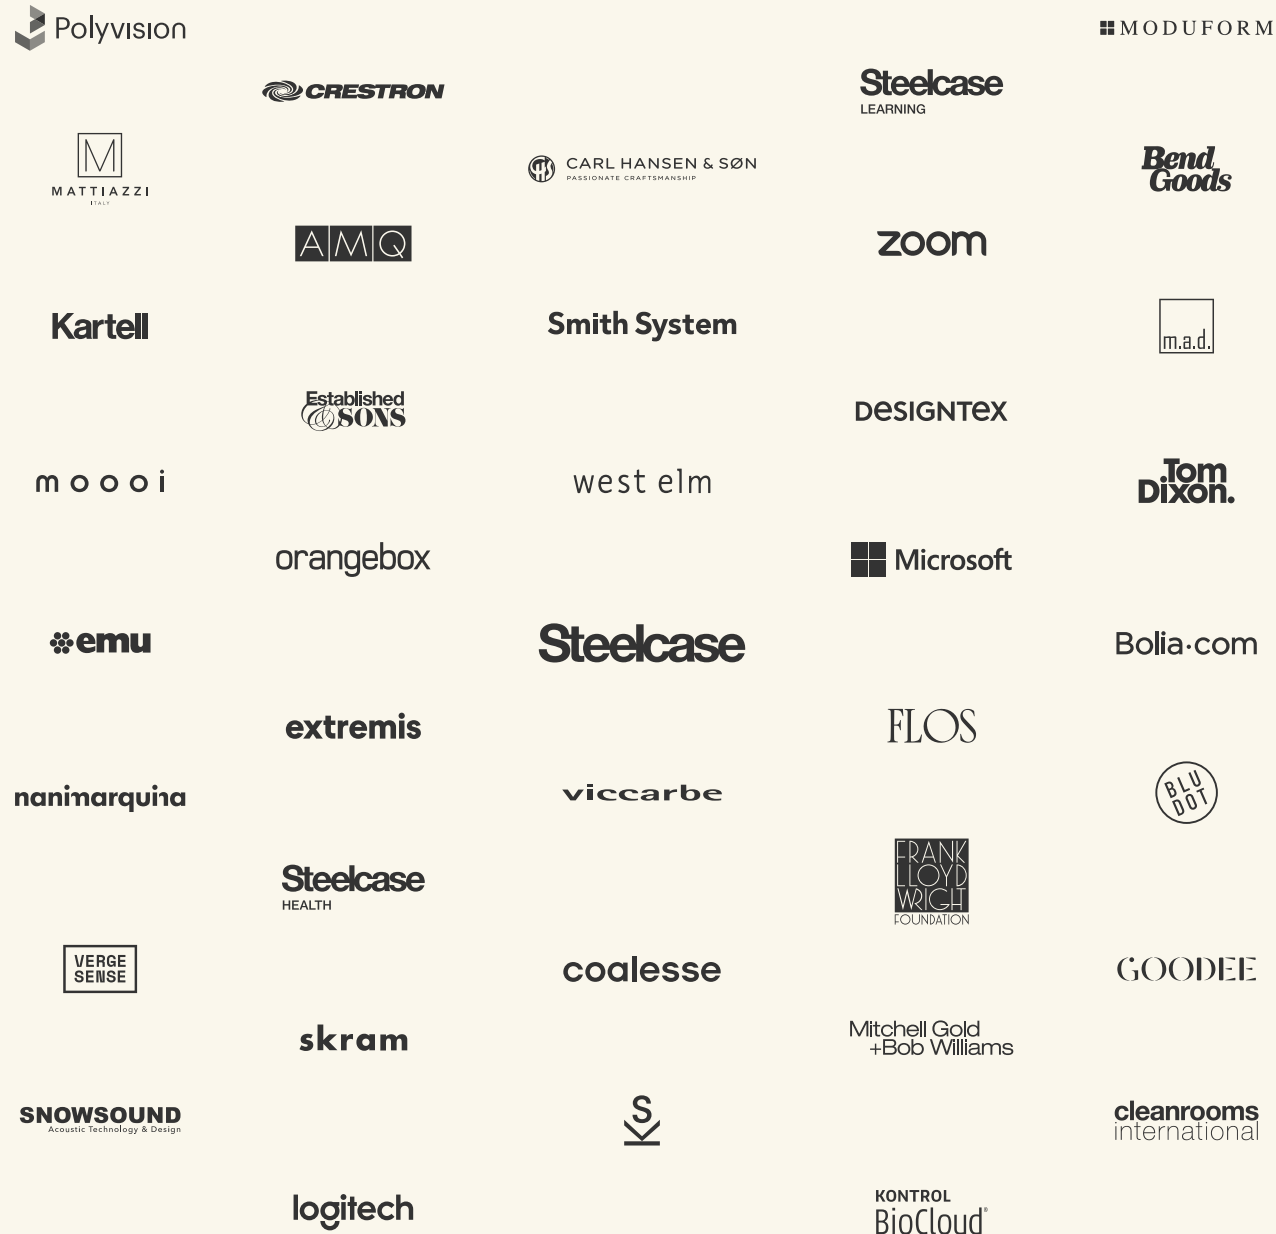 Polyvision
MODUFORM
CRESTRON
Steelcase
LEARNING
M
MATTIAZZI
ITALY
CARL HANSEN & SØN
PASSIONATE CRAFTSMANSHIP
Bend
Goods
AMQ
zoom
Kartell
Smith System
m.a.d.
Established
& SONS
DESIGNTEX
moooi
west elm
Tom
Dixon.
orangebox
Microsoft
emu
Steelcase
Bolia.com
extremis
FLOS
nanimarquina
viccarbe
BLU
DOT
Steelcase
HEALTH
FRANK
LLOYD
WRIGHT
FOUNDATION
VERGE
SENSE
coalesse
GOODEE
skram
Mitchell Gold
+Bob Williams
SNOWSOUND
Acoustic Technology & Design
S
cleanrooms
international
logitech
KONTROL
BioCloud®